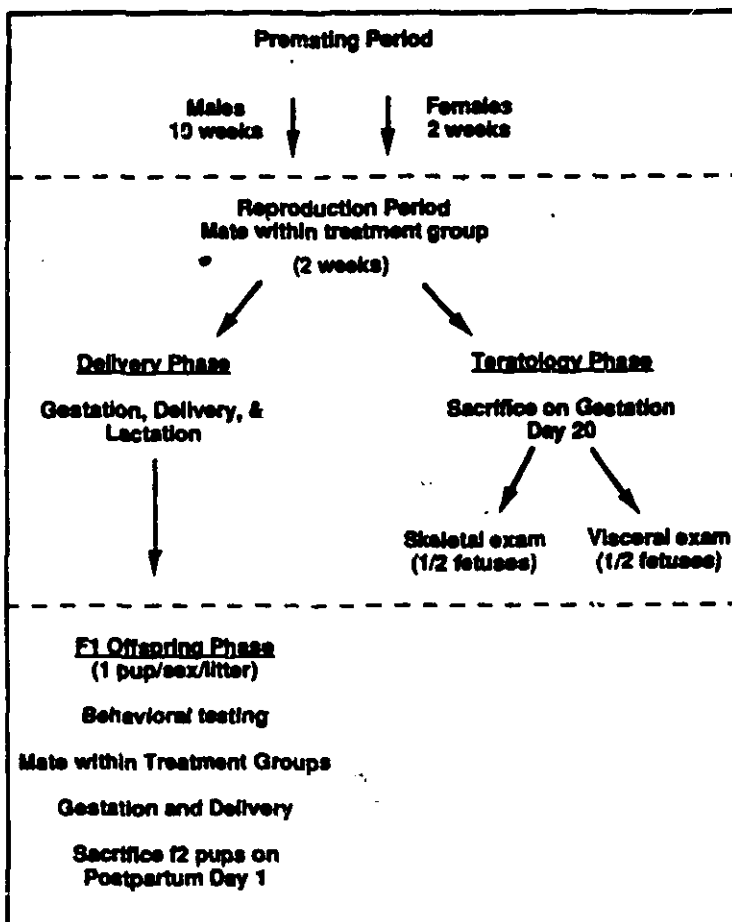 Premating Period
Males
10 weeks
Females
2 weeks
Reproduction Period
Mate within treatment group
(2 weeks)
Delivery Phase
Gestation, Delivery, &
Lactation
Teratology Phase
Sacrifice on Gestation
Day 20
Skeletal exam
(1/2 fetuses)
Visceral exam
(1/2 fetuses)
F1 Offspring Phase
(1 pup/sex/litter)
Behavioral testing
Mate within Treatment Groups
Gestation and Delivery
Sacrifice f2 pups on
Postpartum Day 1